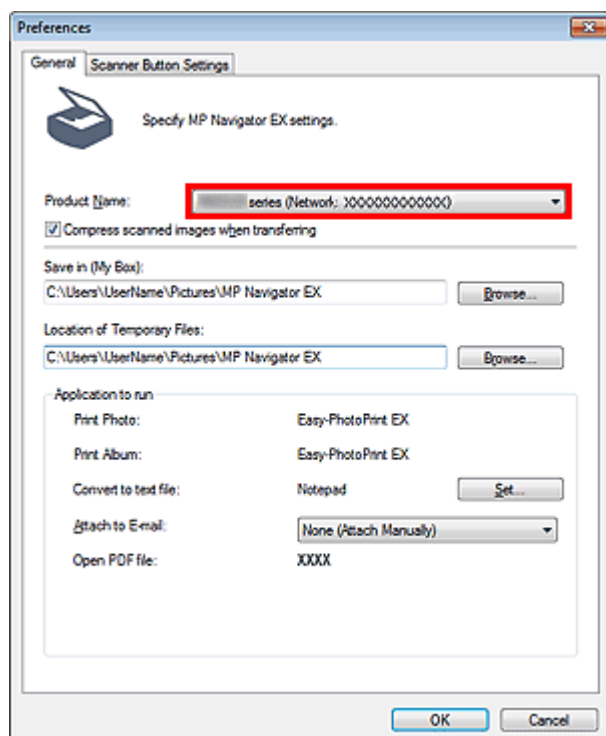 Preferences
General Scanner Button Settings
Specify MP Navigator EX settings.
Product Name: series (Network: XXXXXXXXXXXXX)
Compress scanned images when transferring
Save in (My Box):
C:\Users\UserName\Pictures\MP Navigator EX Browse...
Location of Temporary Files:
C:\Users\UserName\Pictures\MP Navigator EX Browse...
Application to run
Print Photo: Easy-PhotoPrint EX
Print Album: Easy-PhotoPrint EX
Convert to text file: Notepad Set...
Attach to E-mail: None (Attach Manually)
Open PDF file: XXXX
OK Cancel